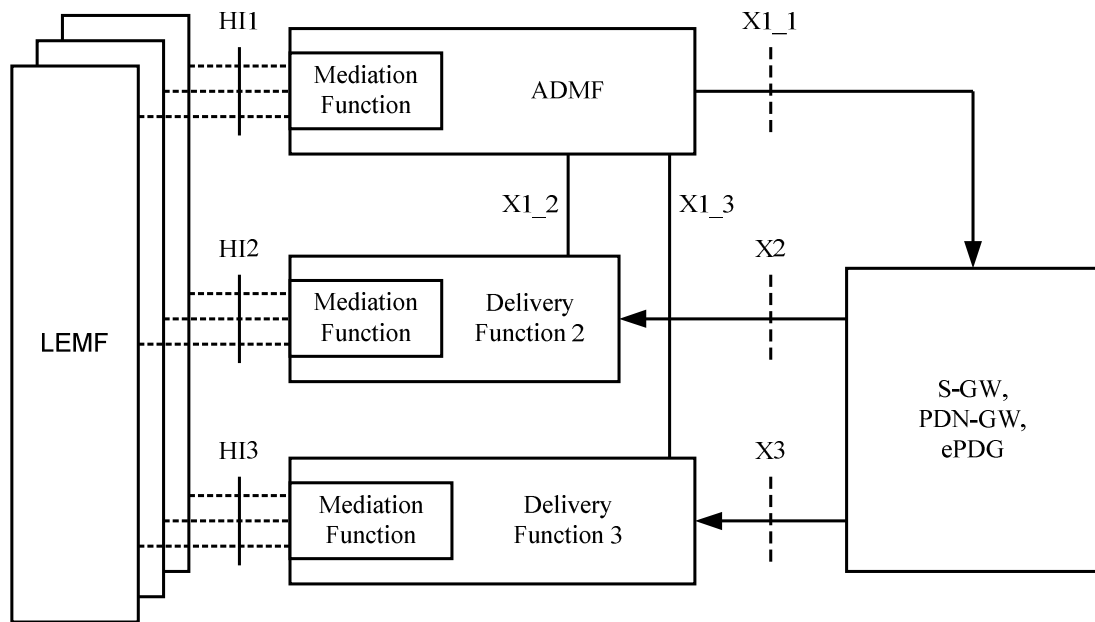 HI1
X1_1
Mediation
Function
ADMF
X1_2
X1_3
HI2
X2
Mediation
Function
Delivery
Function 2
LEMF
S-GW,
PDN-GW,
ePDG
HI3
X3
Mediation
Function
Delivery
Function 3